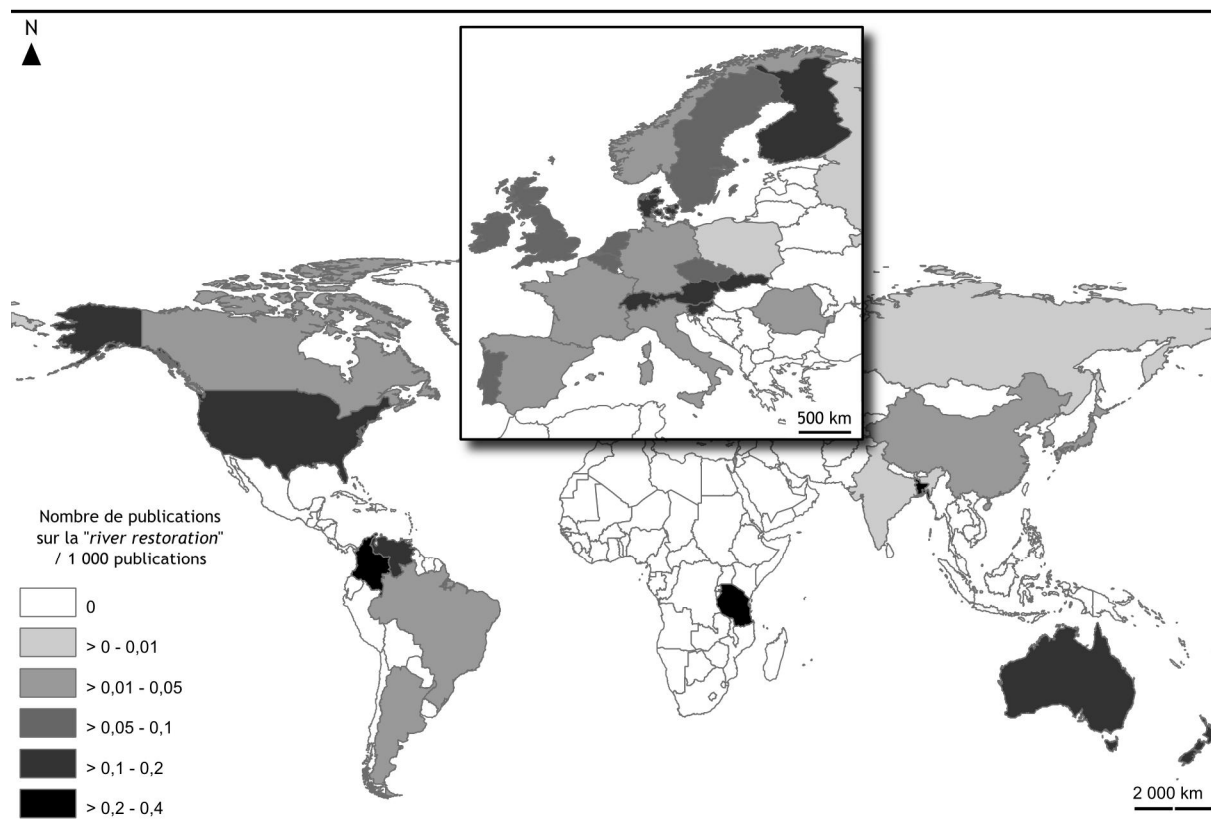 N
500 km
Nombre de publications
sur la "river restoration"
/ 1 000 publications
0
> 0 - 0,01
> 0,01 - 0,05
> 0,05 - 0,1
> 0,1 - 0,2
> 0,2 - 0,4
2 000 km